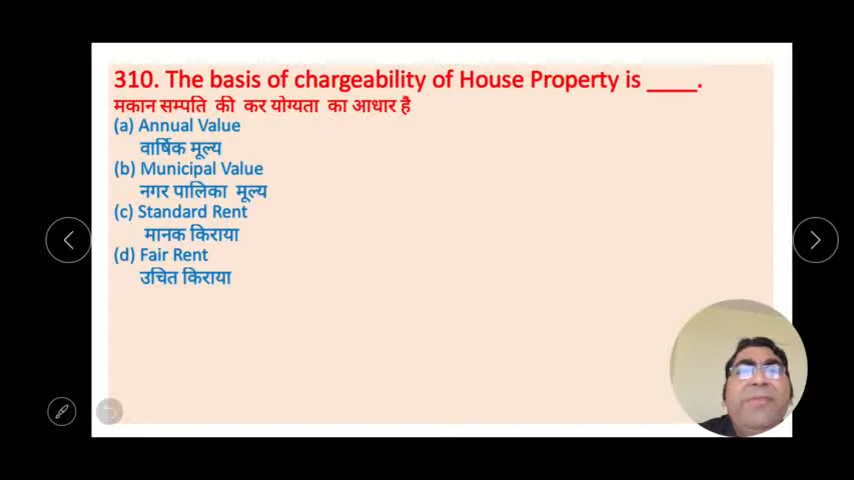 310. The basis of chargeability of House Property is ____.
मकान सम्पति की कर योग्यता का आधार है
(a) Annual Value
वार्षिक मूल्य
(b) Municipal Value
नगर पालिका मूल्य
(c) Standard Rent
मानक किराया
(d) Fair Rent
उचित किराया